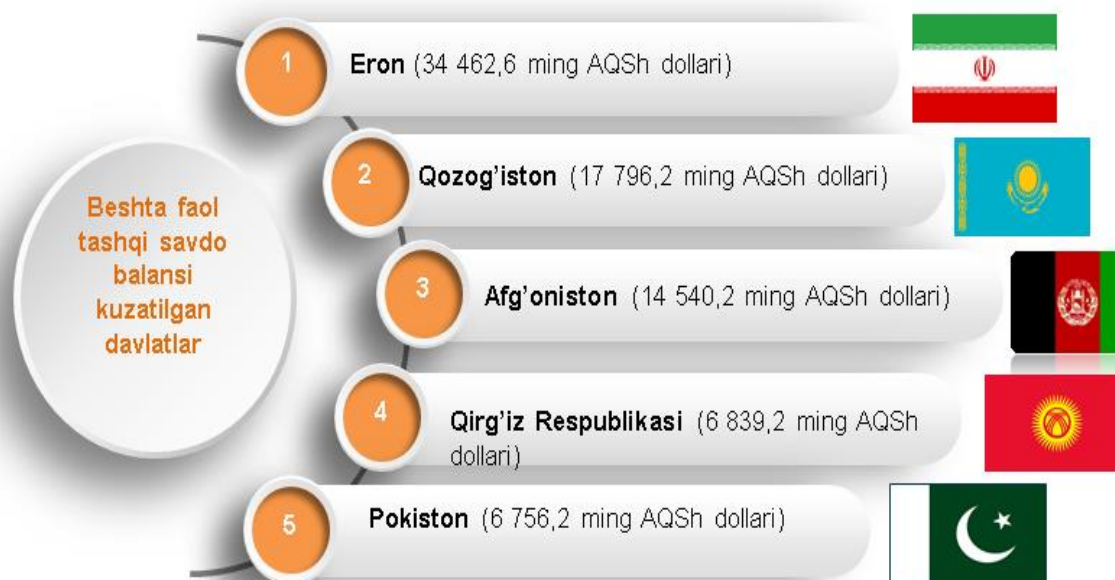 Beshta faol
tashqi savdo
balansi
kuzatilgan
davlatlar
1
Eron (34 462,6 ming AQSh dollari)
2
Qozog’iston (17 796,2 ming AQSh dollari)
3
Afg’oniston (14 540,2 ming AQSh dollari)
4
Qirg’iz Respublikasi (6 839,2 ming AQSh
dollari)
5
Pokiston (6 756,2 ming AQSh dollari)